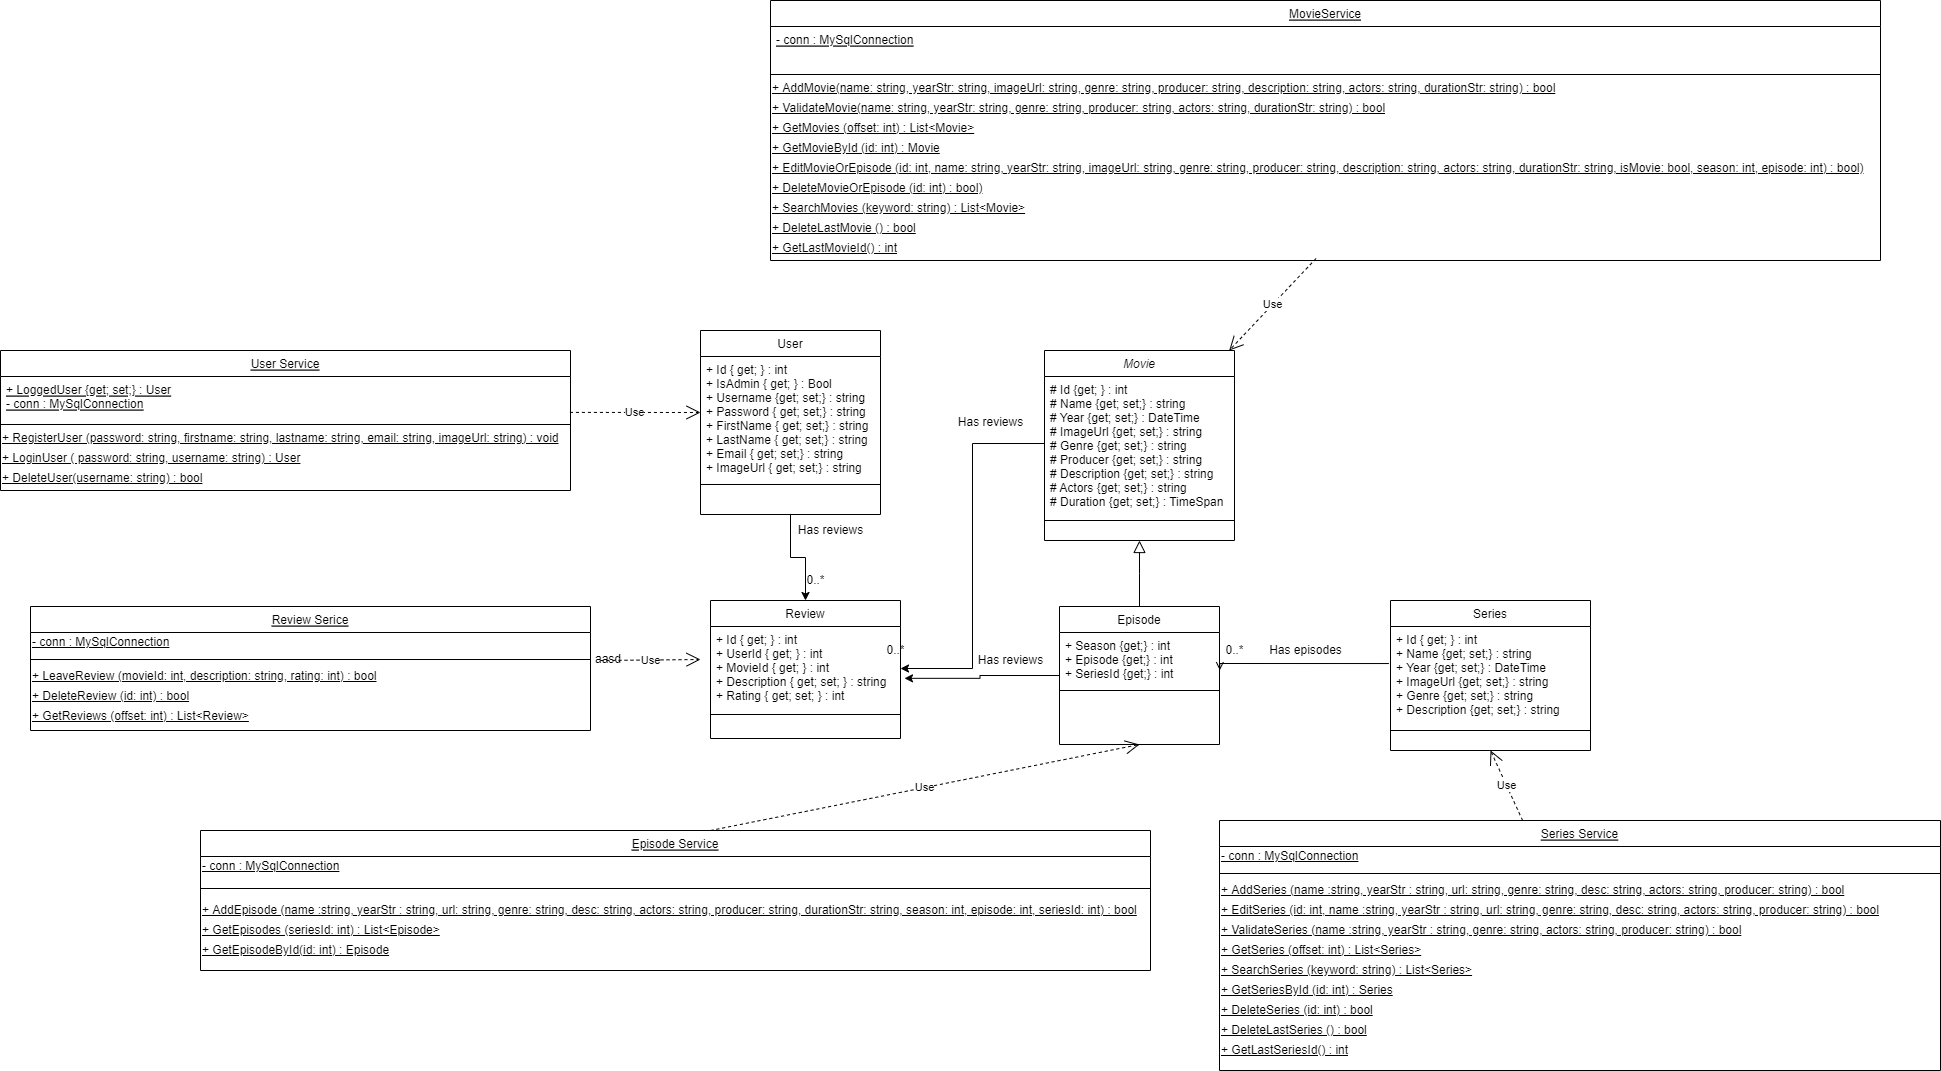 MovieService
- conn : MySqlConnection
+ AddMovie(name: string, yearStr: string, imageUrl: string, genre: string, producer: string, description: string, actors: string, durationStr: string) : bool
+ ValidateMovie(name: string, yearStr: string, genre: string, producer: string, actors: string, durationStr: string) : bool
+ GetMovies (offset: int) : List<Movie>
+ GetMovieById (id: int) : Movie
+ EditMovieOrEpisode (id: int, name: string, yearStr: string, imageUrl: string, genre: string, producer: string, description: string, actors: string, durationStr: string, isMovie: bool, season: int, episode: int) : bool)
+ DeleteMovieOrEpisode (id: int) : bool)
+ SearchMovies (keyword: string) : List<Movie>
+ DeleteLastMovie () : bool
+ GetLastMovieId() : int
Use
User Service
+ LoggedUser {get; set;} : User
- conn : MySqlConnection
+ RegisterUser (password: string, firstname: string, lastname: string, email: string, imageUrl: string) : void
+ LoginUser ( password: string, username: string) : User
+ DeleteUser(username: string) : bool
Use
User
+ Id { get; } : int
+ IsAdmin { get; } : Bool
+ Username {get; set;} : string
+ Password { get; set;} : string
+ FirstName { get; set;} : string
+ LastName { get; set;} : string
+ Email { get; set;} : string
+ ImageUrl { get; set;} : string
Has reviews
0..*
Movie
# Id {get; } : int
# Name {get; set;} : string
# Year {get; set;} : DateTime
# ImageUrl {get; set;} : string
# Genre {get; set;} : string
# Producer {get; set;} : string
# Description {get; set;} : string
# Actors {get; set;} : string
# Duration {get; set;} : TimeSpan
Has reviews
Review Serice
- conn : MySqlConnection
+ LeaveReview (movieId: int, description: string, rating: int) : bool
+ DeleteReview (id: int) : bool
+ GetReviews (offset: int) : List<Review>
aasd
Use
Review
+ Id { get; } : int
+ UserId { get; } : int
+ MovieId { get; } : int
+ Description { get; set; } : string
+ Rating { get; set; } : int
0..*
Has reviews
Episode
+ Season {get;} : int
+ Episode {get;} : int
+ SeriesId {get;} : int
0..*
Has episodes
Series
+ Id { get; } : int
+ Name {get; set;} : string
+ Year {get; set;} : DateTime
+ ImageUrl {get; set;} : string
+ Genre {get; set;} : string
+ Description {get; set;} : string
Use
Use
Episode Service
- conn : MySqlConnection
+ AddEpisode (name :string, yearStr : string, url: string, genre: string, desc: string, actors: string, producer: string, durationStr: string, season: int, episode: int, seriesId: int) : bool
+ GetEpisodes (seriesId: int) : List<Episode>
+ GetEpisodeById(id: int) : Episode
Series Service
- conn : MySqlConnection
+ AddSeries (name :string, yearStr : string, url: string, genre: string, desc: string, actors: string, producer: string) : bool
+ EditSeries (id: int, name :string, yearStr : string, url: string, genre: string, desc: string, actors: string, producer: string) : bool
+ ValidateSeries (name :string, yearStr : string, genre: string, actors: string, producer: string) : bool
+ GetSeries (offset: int) : List<Series>
+ SearchSeries (keyword: string) : List<Series>
+ GetSeriesById (id: int) : Series
+ DeleteSeries (id: int) : bool
+ DeleteLastSeries () : bool
+ GetLastSeriesId() : int